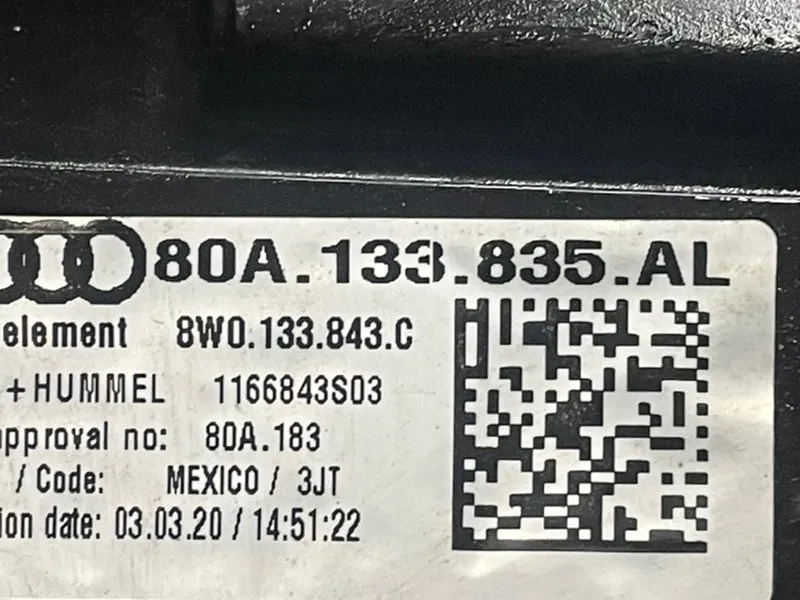 80A.133.835.AL
element 8W0.133.843.C
+HUMMEL 1166843S03
approval no: 80A.183
/ Code: MEXICO / 3JT
ion date: 03.03.20 / 14:51:22